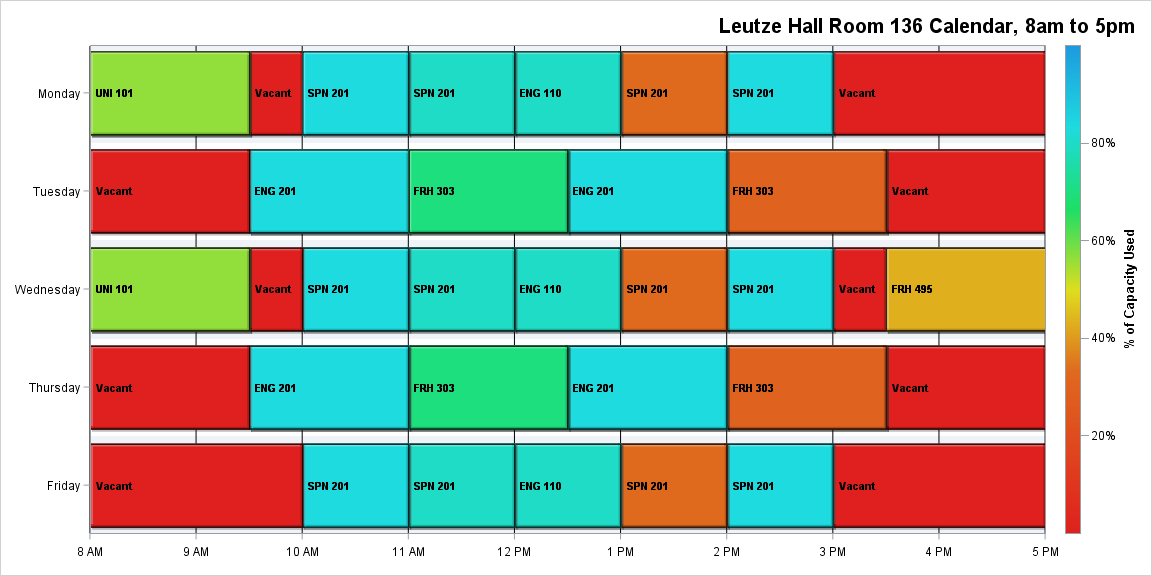 Leutze Hall Room 136 Calendar, 8am to 5pm
Monday
UNI 101
Vacant
SPN 201
SPN 201
ENG 110
SPN 201
SPN 201
Vacant
Tuesday
Vacant
ENG 201
FRH 303
ENG 201
FRH 303
Vacant
Wednesday
UNI 101
Vacant
SPN 201
SPN 201
ENG 110
SPN 201
SPN 201
Vacant
FRH 495
Thursday
Vacant
ENG 201
FRH 303
ENG 201
FRH 303
Vacant
Friday
Vacant
SPN 201
SPN 201
ENG 110
SPN 201
SPN 201
Vacant
8 AM
9 AM
10 AM
11 AM
12 PM
1 PM
2 PM
3 PM
4 PM
5 PM
80%
60%
40%
20%
% of Capacity Used